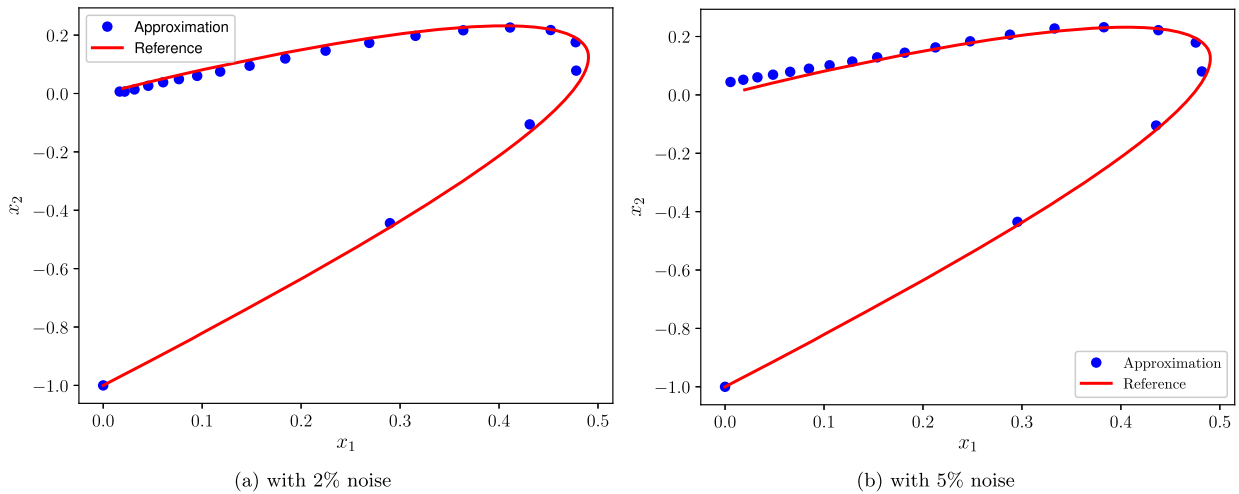 Approximation
Reference
0.2
0.0
−0.2
−0.4
−0.6
−0.8
−1.0
x2
0.0 0.1 0.2 0.3 0.4 0.5
x1
(a) with 2% noise
0.2
0.0
−0.2
−0.4
−0.6
−0.8
−1.0
x2
Approximation
Reference
0.0 0.1 0.2 0.3 0.4 0.5
x1
(b) with 5% noise